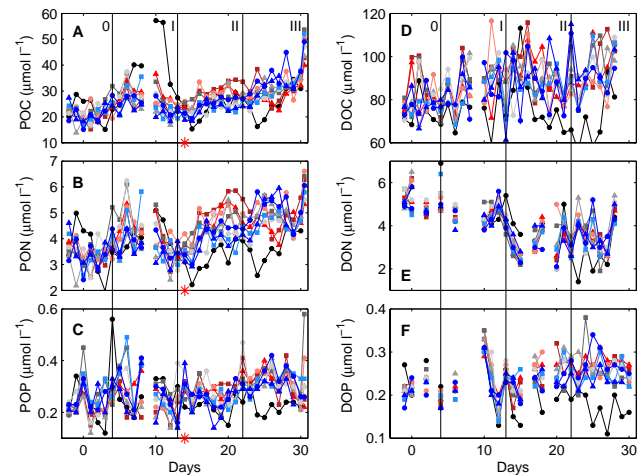 A 0 I II III
60
50
40
30
20
10
POC (μmol l⁻¹)
B
7
6
5
4
3
2
PON (μmol l⁻¹)
C
0.6
0.4
0.2
POP (μmol l⁻¹)
0 10 20 30
Days
D 0 I II III
140
120
100
80
60
DOC (μmol l⁻¹)
E
6
4
2
DON (μmol l⁻¹)
F
0.4
0.3
0.2
0.1
DOP (μmol l⁻¹)
0 10 20 30
Days